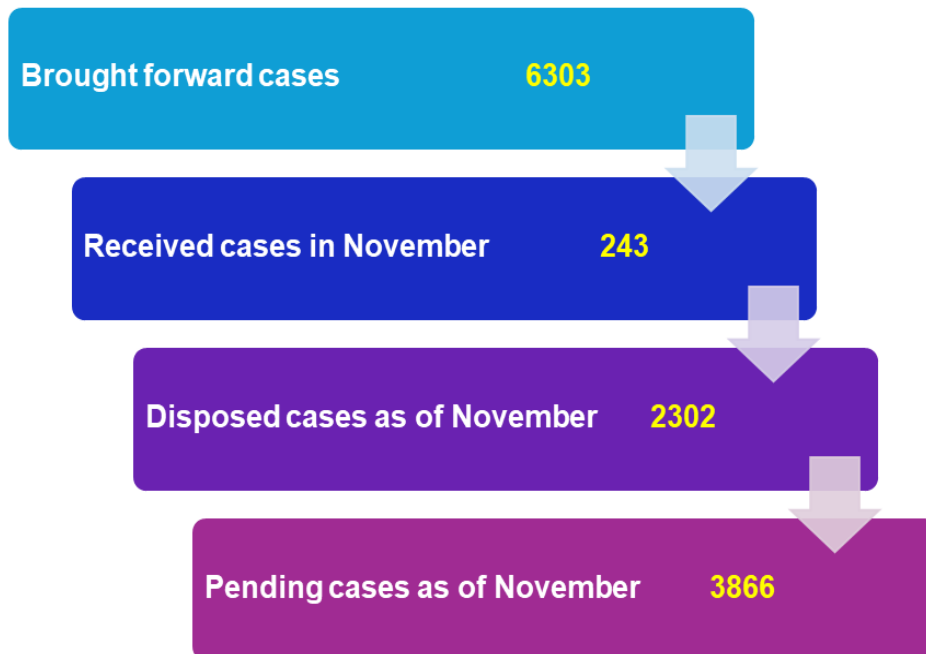 Brought forward cases 6303
Received cases in November 243
Disposed cases as of November 2302
Pending cases as of November 3866